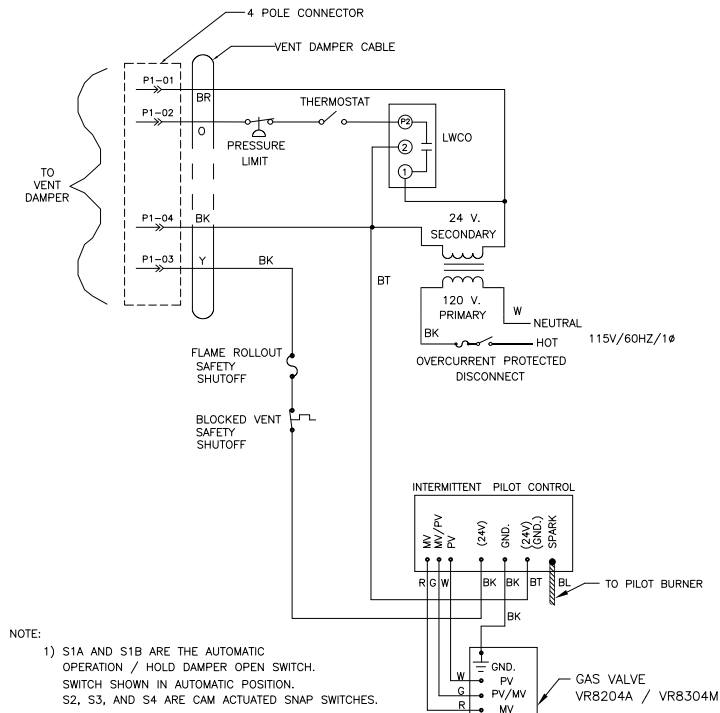 4 POLE CONNECTOR
VENT DAMPER CABLE
P1-01
BR
P1-02
O
THERMOSTAT
PRESSURE
LIMIT
P2
2
1
LWCO
TO
VENT
DAMPER
P1-04
BK
P1-03
Y
BK
BT
24 V.
SECONDARY
120 V.
PRIMARY
W
NEUTRAL
BK
HOT
115V/60HZ/1ø
OVERCURRENT PROTECTED
DISCONNECT
FLAME ROLLOUT
SAFETY
SHUTOFF
BLOCKED VENT
SAFETY
SHUTOFF
INTERMITTENT PILOT CONTROL
MV
MV/PV
PV
(24V)
GND.
(24V)
(GND.)
SPARK
R
G
W
BK
BK
BT
BL
TO PILOT BURNER
BK
GND.
W
PV
G
PV/MV
R
MV
GAS VALVE
VR8204A / VR8304M
NOTE:
1) S1A AND S1B ARE THE AUTOMATIC
OPERATION / HOLD DAMPER OPEN SWITCH.
SWITCH SHOWN IN AUTOMATIC POSITION.
S2, S3, AND S4 ARE CAM ACTUATED SNAP SWITCHES.